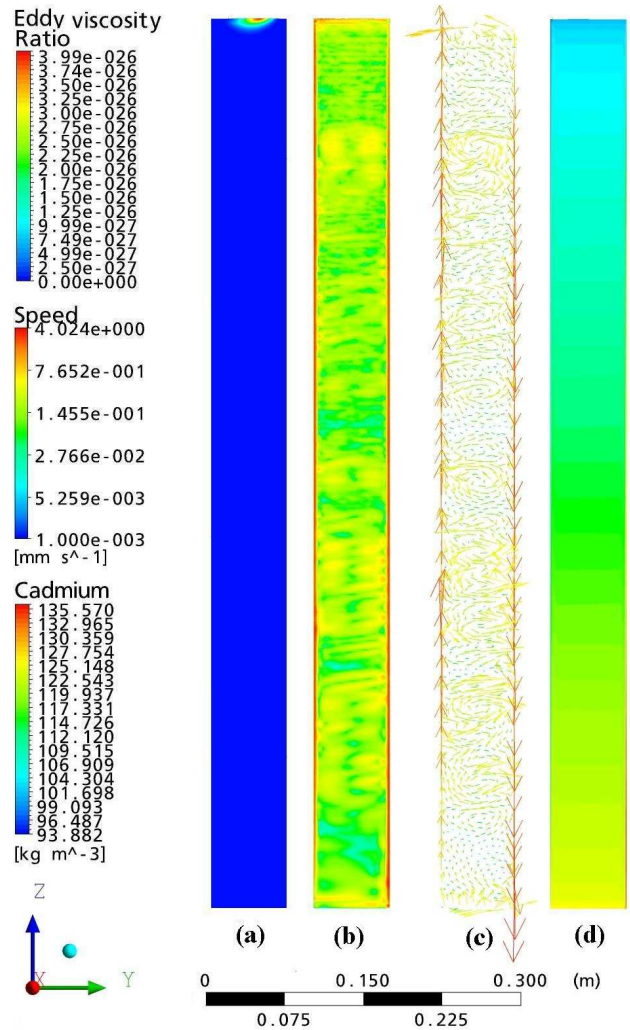 Eddy viscosity
Ratio
3.99e-026
3.74e-026
3.50e-026
3.25e-026
3.00e-026
2.75e-026
2.50e-026
2.25e-026
2.00e-026
1.75e-026
1.50e-026
1.25e-026
9.99e-027
7.49e-027
4.99e-027
2.50e-027
0.00e+000
Speed
4.024e+000
7.652e-001
1.455e-001
2.766e-002
5.259e-003
1.000e-003
[mm s^-1]
Cadmium
135.570
132.965
130.359
127.754
125.148
122.543
119.937
117.331
114.726
112.120
109.515
106.909
104.304
101.698
99.093
96.487
93.882
[kg m^-3]
Z
X
Y
(a) (b) (c) (d)
0 0.150 0.300 (m)
0.075 0.225